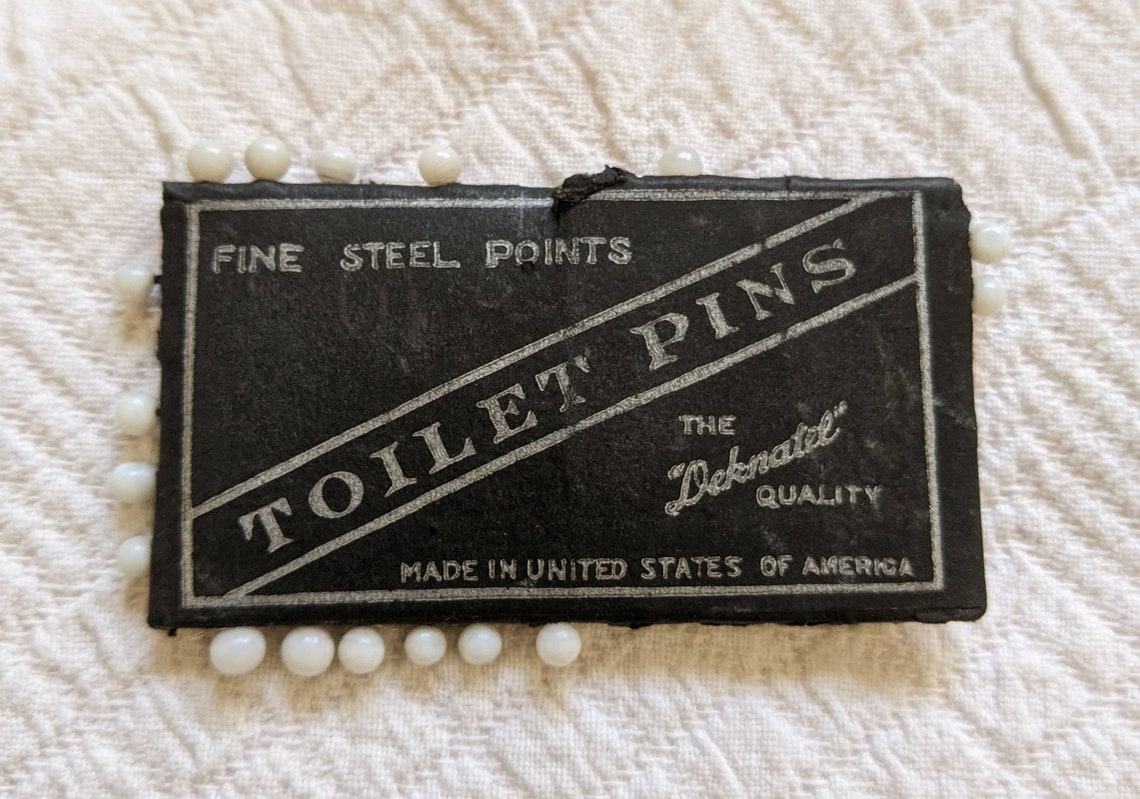 FINE STEEL POINTS
TOILET PINS
THE
"Deknatel"
QUALITY
MADE IN UNITED STATES OF AMERICA